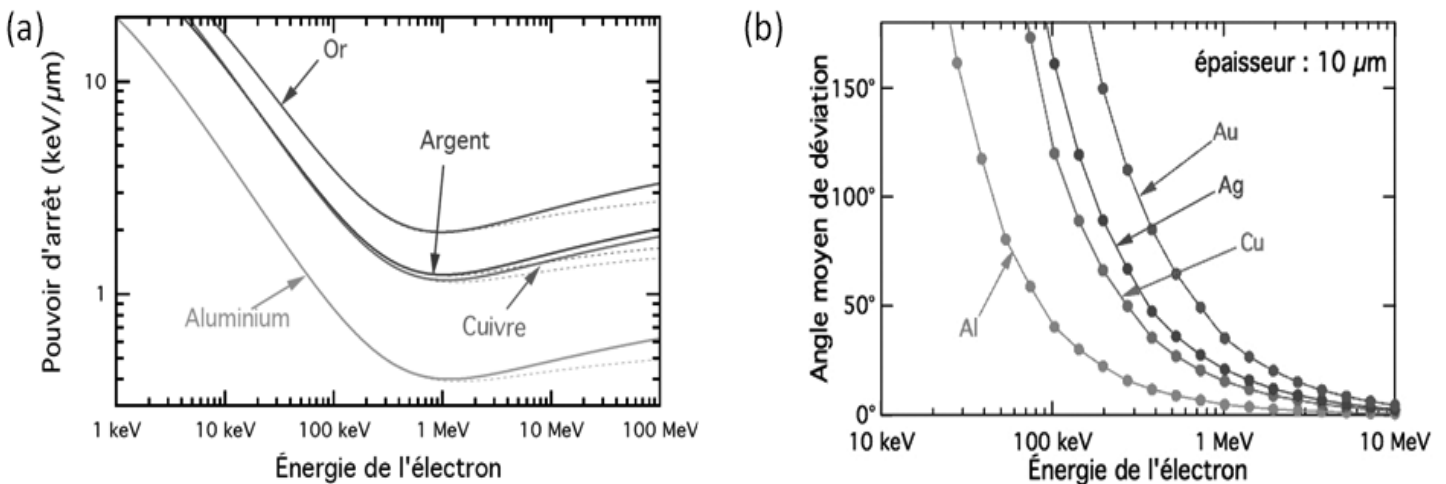 (a)
Pouvoir d'arrêt (keV/µm)
10
1
Or
Argent
Aluminium
Cuivre
1 keV
10 keV
100 keV
1 MeV
10 MeV
100 MeV
Énergie de l'électron
(b)
Angle moyen de déviation
150°
100°
50°
0°
épaisseur : 10 µm
Au
Ag
Cu
Al
10 keV
100 keV
1 MeV
10 MeV
Énergie de l'électron